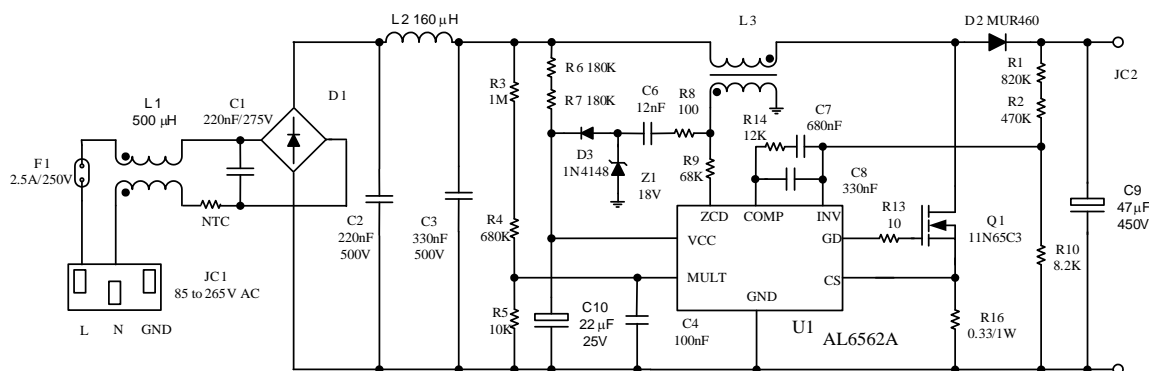 L2 160 µH
L3
D2 MUR460
JC2
R1
820K
R2
470K
R3
1M
R6 180K
R7 180K
C6
12nF
R8
100
C7
680nF
R14
12K
D1
L1
500 µH
C1
220nF/275V
F1
2.5A/250V
NTC
D3
1N4148
Z1
18V
R9
68K
C8
330nF
C9
47µF
450V
R4
680K
C2
220nF
500V
C3
330nF
500V
ZCD
COMP
INV
VCC
GD
MULT
CS
GND
R13
10
Q1
11N65C3
R10
8.2K
JC1
85 to 265V AC
L
N
GND
R5
10K
C10
22 µF
25V
C4
100nF
U1
AL6562A
R16
0.33/1W